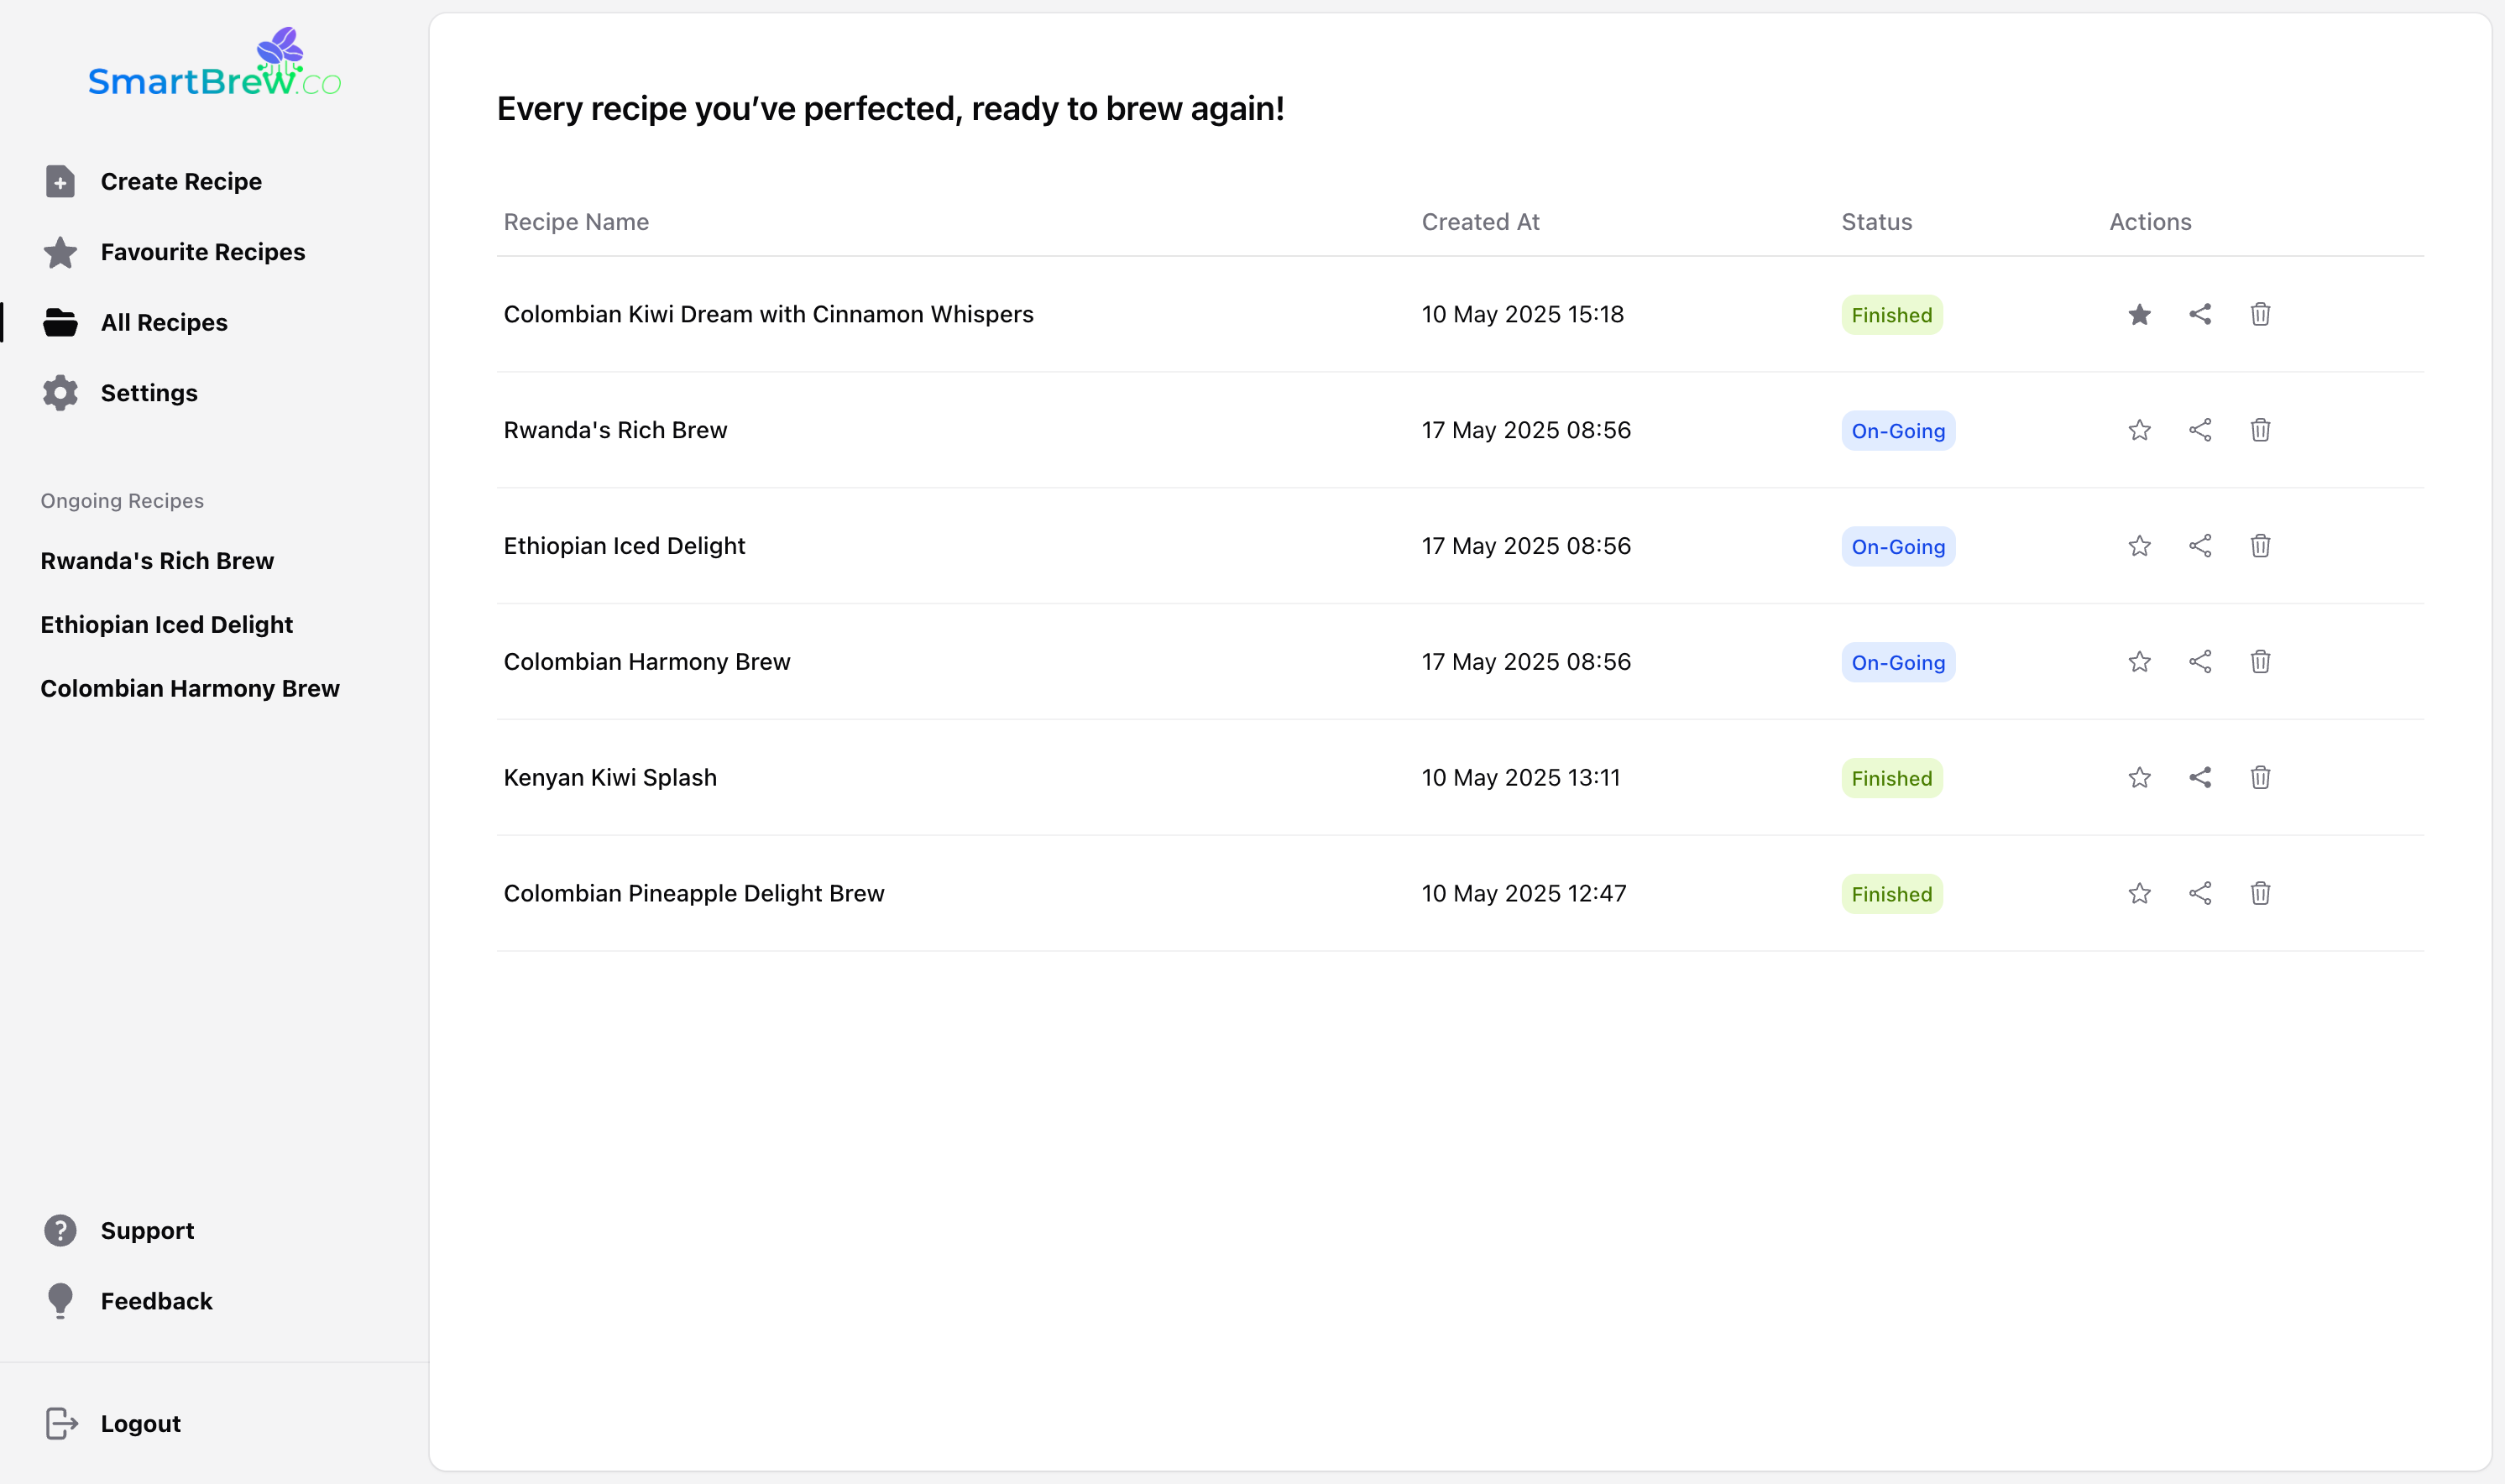 SmartBrew.co
Create Recipe
Favourite Recipes
All Recipes
Settings
Ongoing Recipes
Rwanda's Rich Brew
Ethiopian Iced Delight
Colombian Harmony Brew
Support
Feedback
Logout
Every recipe you’ve perfected, ready to brew again!
Recipe Name Created At Status Actions
Colombian Kiwi Dream with Cinnamon Whispers 10 May 2025 15:18 Finished
Rwanda's Rich Brew 17 May 2025 08:56 On-Going
Ethiopian Iced Delight 17 May 2025 08:56 On-Going
Colombian Harmony Brew 17 May 2025 08:56 On-Going
Kenyan Kiwi Splash 10 May 2025 13:11 Finished
Colombian Pineapple Delight Brew 10 May 2025 12:47 Finished